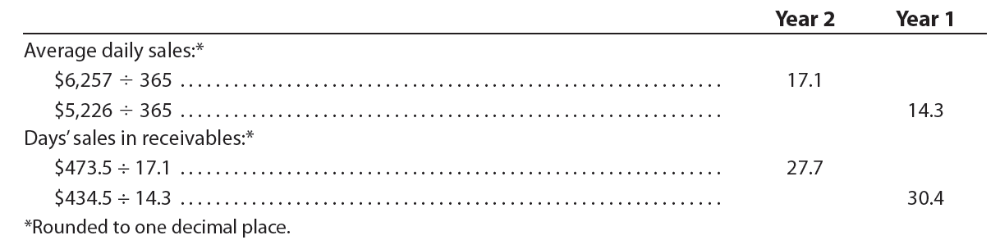 Year 2 Year 1
Average daily sales:*
$6,257 ÷ 365 ............................................................ 17.1
$5,226 ÷ 365 ............................................................ 14.3
Days’ sales in receivables:*
$473.5 ÷ 17.1 ............................................................ 27.7
$434.5 ÷ 14.3 ............................................................ 30.4
*Rounded to one decimal place.